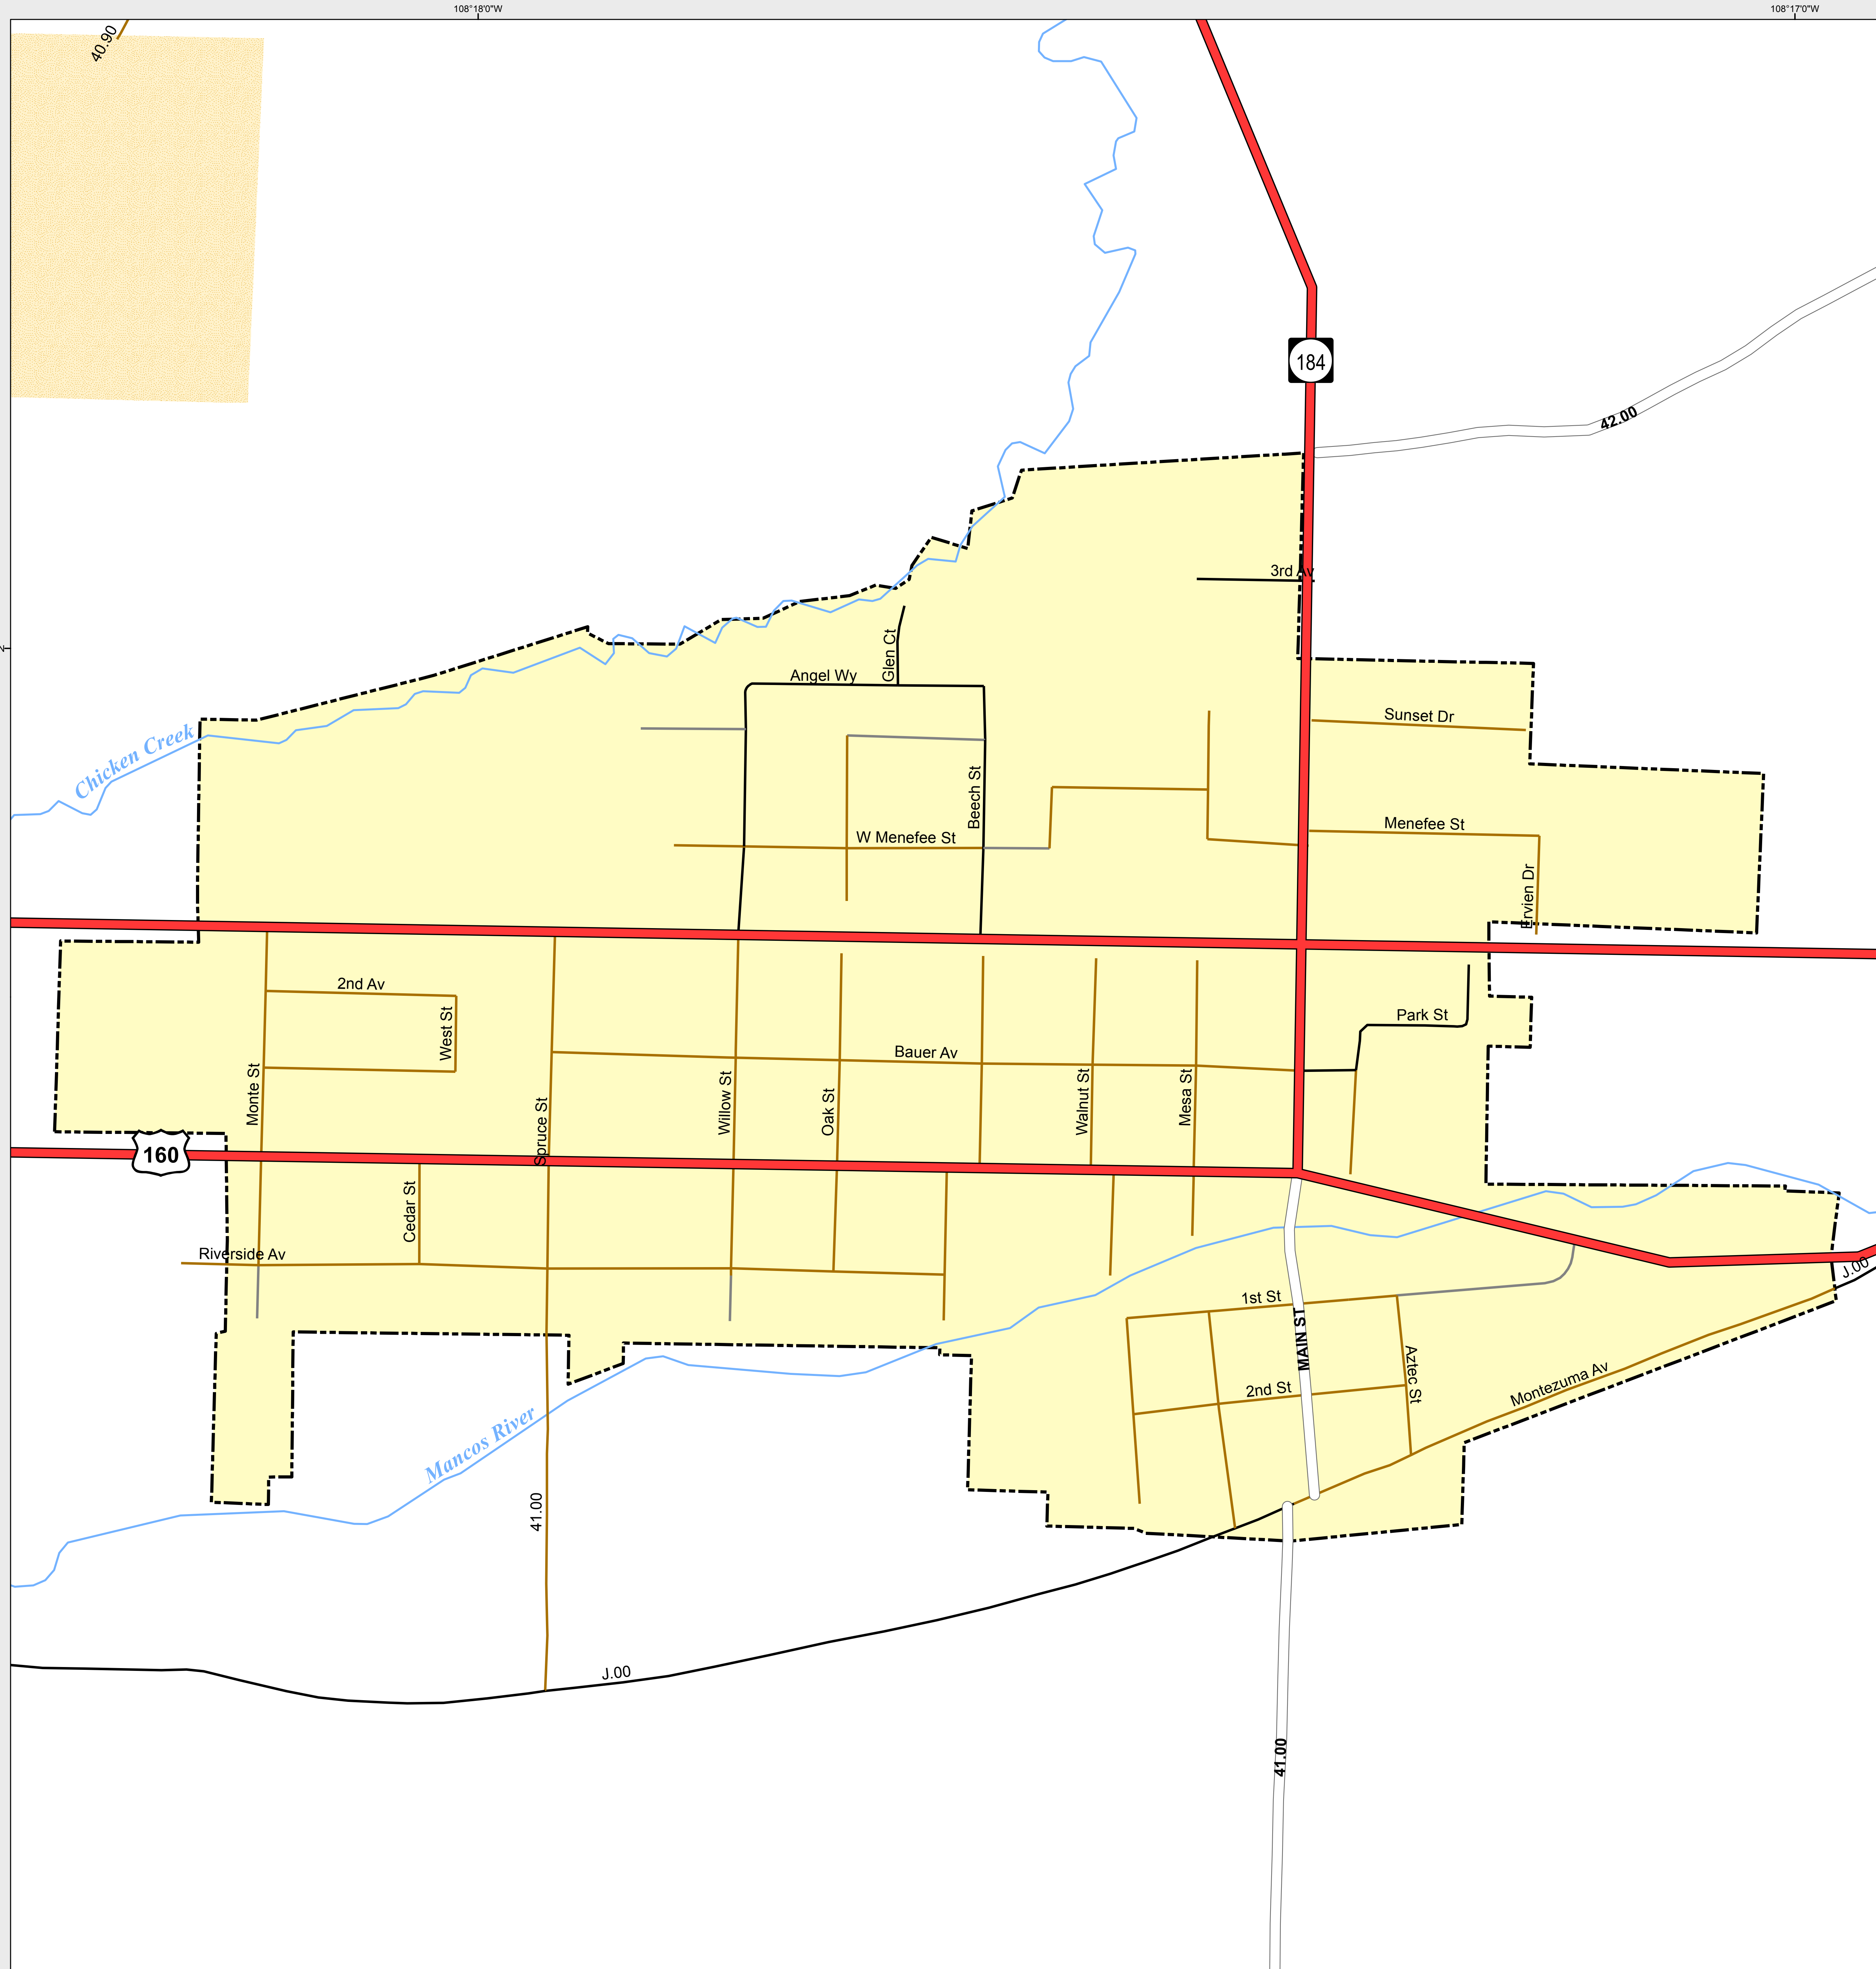 108°18'0"W
108°17'0"W
40.90
184
42.00
3rd Av
Glen Ct
Angel Wy
Sunset Dr
Chicken Creek
Beech St
Menefee St
W Menefee St
Ervien Dr
2nd Av
West St
Park St
Bauer Av
Monte St
Spruce St
Willow St
Oak St
Walnut St
Mesa St
160
Cedar St
Riverside Av
J.00
1st St
MAIN ST
Aztec St
2nd St
Montezuma Av
Mancos River
41.00
J.00
41.00